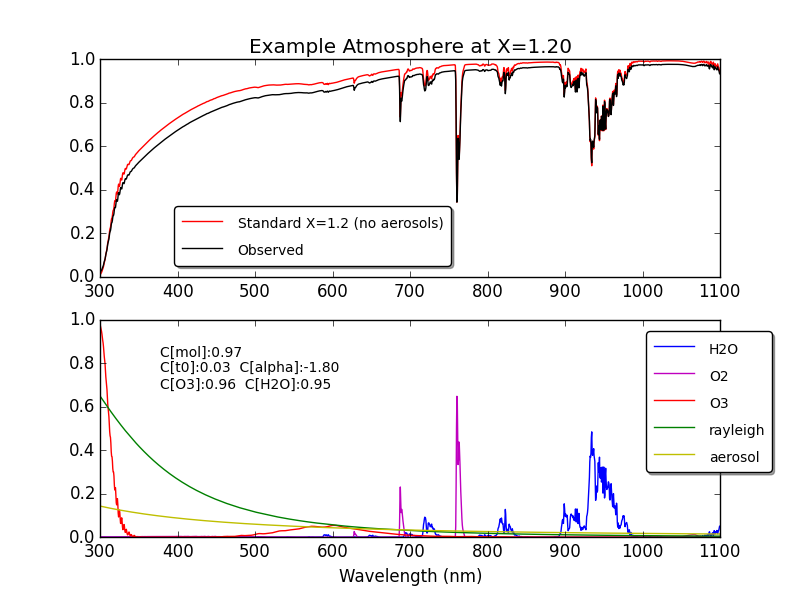 Example Atmosphere at X=1.20
1.0
0.8
0.6
0.4
0.2
0.0
Standard X=1.2 (no aerosols)
Observed
300 400 500 600 700 800 900 1000 1100
1.0
0.8
0.6
0.4
0.2
0.0
C[mol]:0.97
C[t0]:0.03 C[alpha]:-1.80
C[O3]:0.96 C[H2O]:0.95
H2O
O2
O3
rayleigh
aerosol
300 400 500 600 700 800 900 1000 1100
Wavelength (nm)